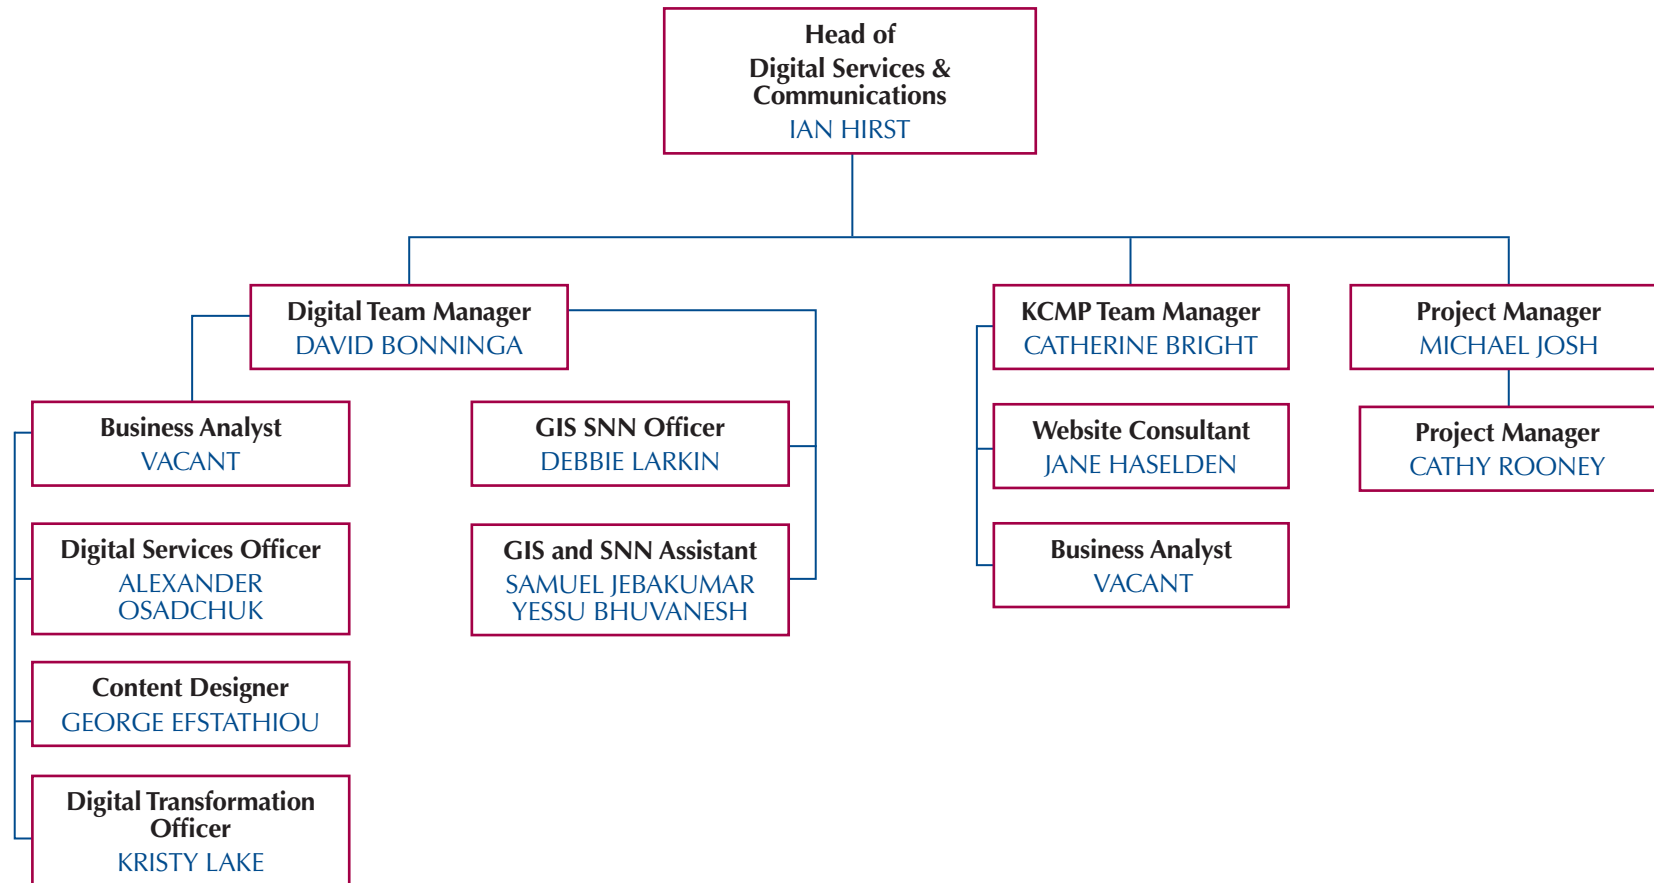 Head of
Digital Services &
Communications
IAN HIRST
Digital Team Manager
DAVID BONNINGA
KCMP Team Manager
CATHERINE BRIGHT
Project Manager
MICHAEL JOSH
Business Analyst
VACANT
GIS SNN Officer
DEBBIE LARKIN
Website Consultant
JANE HASELDEN
Project Manager
CATHY ROONEY
Digital Services Officer
ALEXANDER
OSADCHUK
GIS and SNN Assistant
SAMUEL JEBAKUMAR
YESSU BHUVANESH
Business Analyst
VACANT
Content Designer
GEORGE EFSTATHIOU
Digital Transformation
Officer
KRISTY LAKE